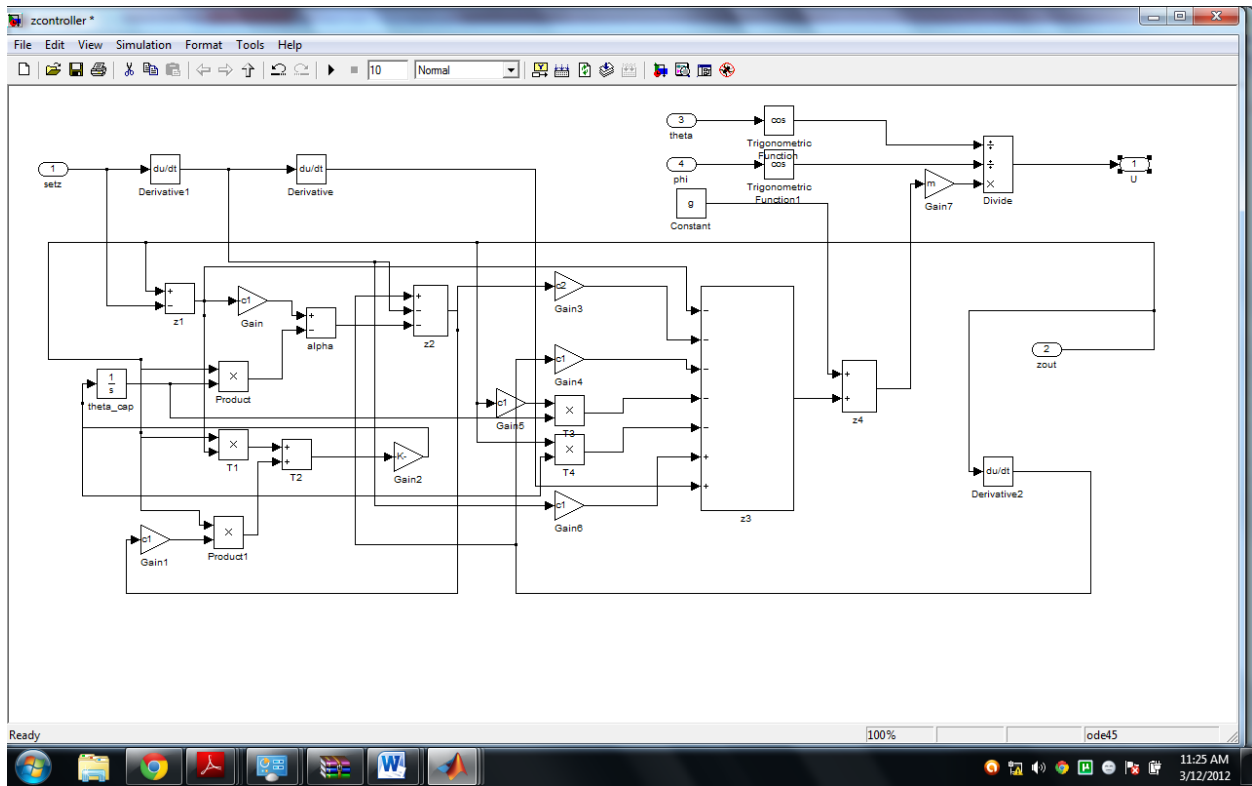 zcontroller *
File Edit View Simulation Format Tools Help
10 Normal
3
theta
cos
Trigonometric
Function
4
phi
cos
Trigonometric
Function1
g
Constant
m
Gain7
÷
÷
×
Divide
1
U
1
setz
du/dt
Derivative1
du/dt
Derivative
+
−
z1
c1
Gain
+
−
alpha
+
−
−
z2
c2
Gain3
1
s
theta_cap
×
Product
c1
Gain4
c1
Gain5
×
T3
×
T4
×
T1
+
+
T2
K-
Gain2
c1
Gain6
c1
Gain1
×
Product1
−
−
−
−
−
+
+
z3
+
+
z4
2
zout
du/dt
Derivative2
Ready 100% ode45
W
11:25 AM
3/12/2012